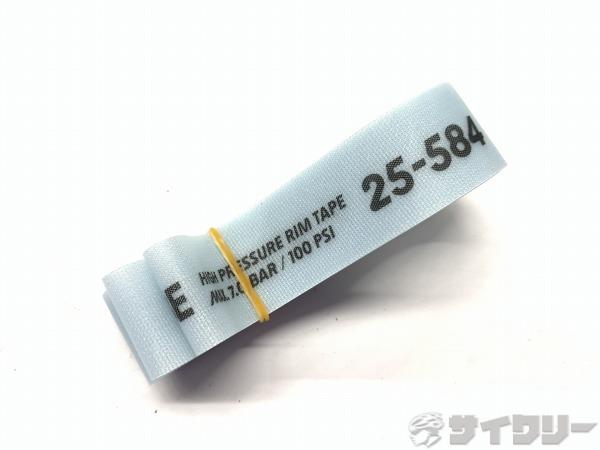 E
HIGH PRESSURE RIM TAPE
BAR / 100 PSI
25-584
サイクリー